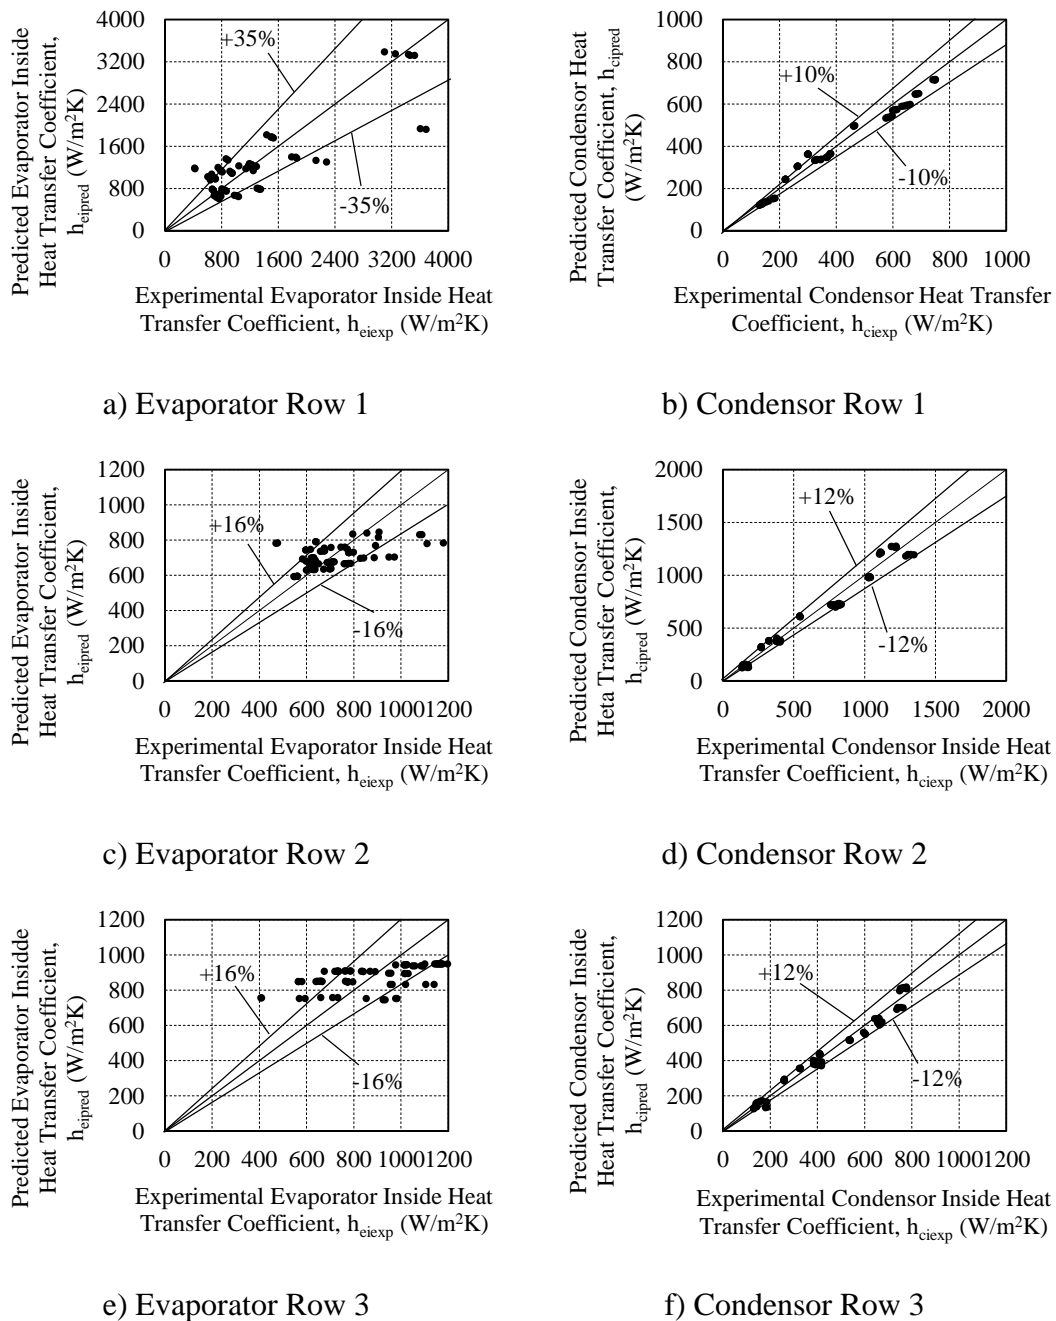 Predicted Evaporator Inside
Heat Transfer Coefficient,
h_eipred (W/m²K)
4000
3200
2400
1600
800
0
+35%
-35%
0 800 1600 2400 3200 4000
Experimental Evaporator Inside Heat
Transfer Coefficient, h_eiexp (W/m²K)
a) Evaporator Row 1
Predicted Condensor Heat
Transfer Coefficient, h_cipred
(W/m²K)
1000
800
600
400
200
0
+10%
-10%
0 200 400 600 800 1000
Experimental Condensor Heat Transfer
Coefficient, h_ciexp (W/m²K)
b) Condensor Row 1
Predicted Evaporator Inside
Heat Transfer Coefficient,
h_eipred (W/m²K)
1200
1000
800
600
400
200
0
+16%
-16%
0 200 400 600 800 1000 1200
Experimental Evaporator Inside Heat
Transfer Coefficient, h_eiexp (W/m²K)
c) Evaporator Row 2
Predicted Condensor Inside
Heta Transfer Coefficient,
h_cipred (W/m²K)
2000
1500
1000
500
0
+12%
-12%
0 500 1000 1500 2000
Experimental Condensor Inside Heat
Transfer Coefficient, h_ciexp (W/m²K)
d) Condensor Row 2
Predicted Evaporator Insidde
Heat Transfer Coefficient,
h_eipred (W/m²K)
1200
1000
800
600
400
200
0
+16%
-16%
0 200 400 600 800 1000 1200
Experimental Evaporator Inside Heat
Transfer Coefficient, h_eiexp (W/m²K)
e) Evaporator Row 3
Predicted Condensor Inside
Heat Transfer Coefficient,
h_cipred (W/m²K)
1200
1000
800
600
400
200
0
+12%
-12%
0 200 400 600 800 1000 1200
Experimental Condensor Inside Heat
Transfer Coefficient, h_ciexp (W/m²K)
f) Condensor Row 3